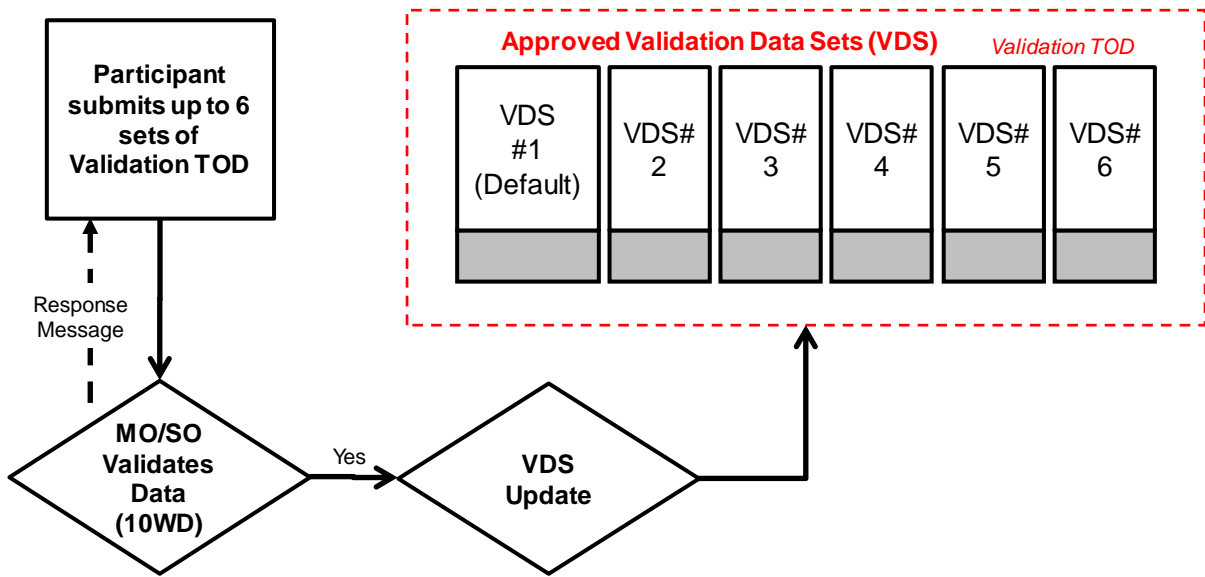 Participant
submits up to 6
sets of
Validation TOD
Response
Message
MO/SO
Validates
Data
(10WD)
Yes
VDS
Update
Approved Validation Data Sets (VDS)
Validation TOD
VDS
#1
(Default)
VDS#
2
VDS#
3
VDS#
4
VDS#
5
VDS#
6